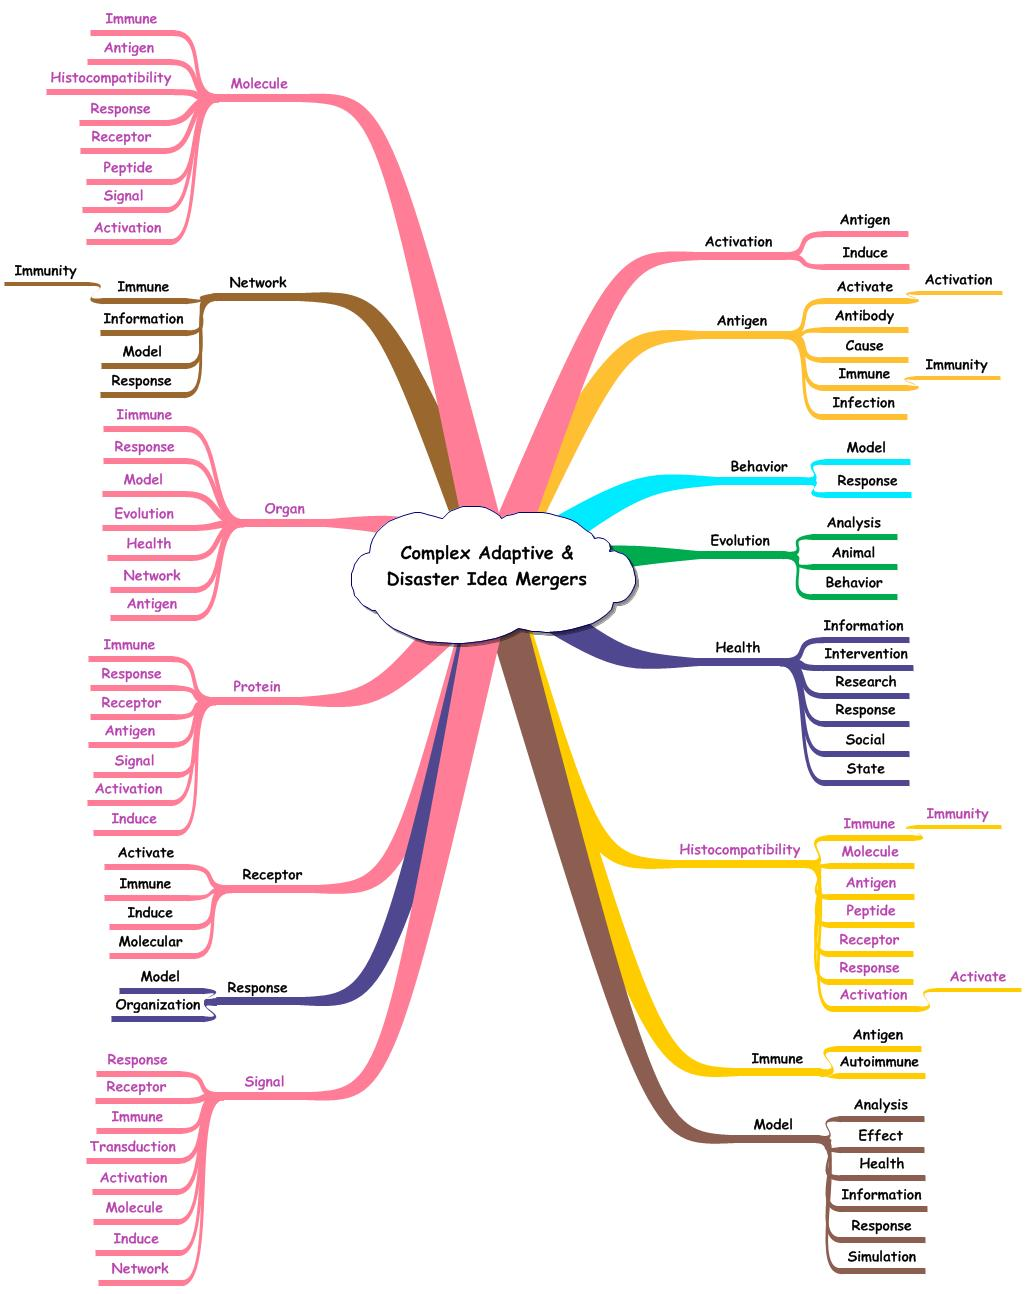 Complex Adaptive &
Disaster Idea Mergers
Molecule
Immune
Antigen
Histocompatibility
Response
Receptor
Peptide
Signal
Activation
Network
Immune
Immunity
Information
Model
Response
Organ
Iimmune
Response
Model
Evolution
Health
Network
Antigen
Protein
Immune
Response
Receptor
Antigen
Signal
Activation
Induce
Receptor
Activate
Immune
Induce
Molecular
Response
Model
Organization
Signal
Response
Receptor
Immune
Transduction
Activation
Molecule
Induce
Network
Activation
Antigen
Induce
Antigen
Activate
Activation
Antibody
Cause
Immune
Immunity
Infection
Behavior
Model
Response
Evolution
Analysis
Animal
Behavior
Health
Information
Intervention
Research
Response
Social
State
Histocompatibility
Immune
Immunity
Molecule
Antigen
Peptide
Receptor
Response
Activation
Activate
Immune
Antigen
Autoimmune
Model
Analysis
Effect
Health
Information
Response
Simulation